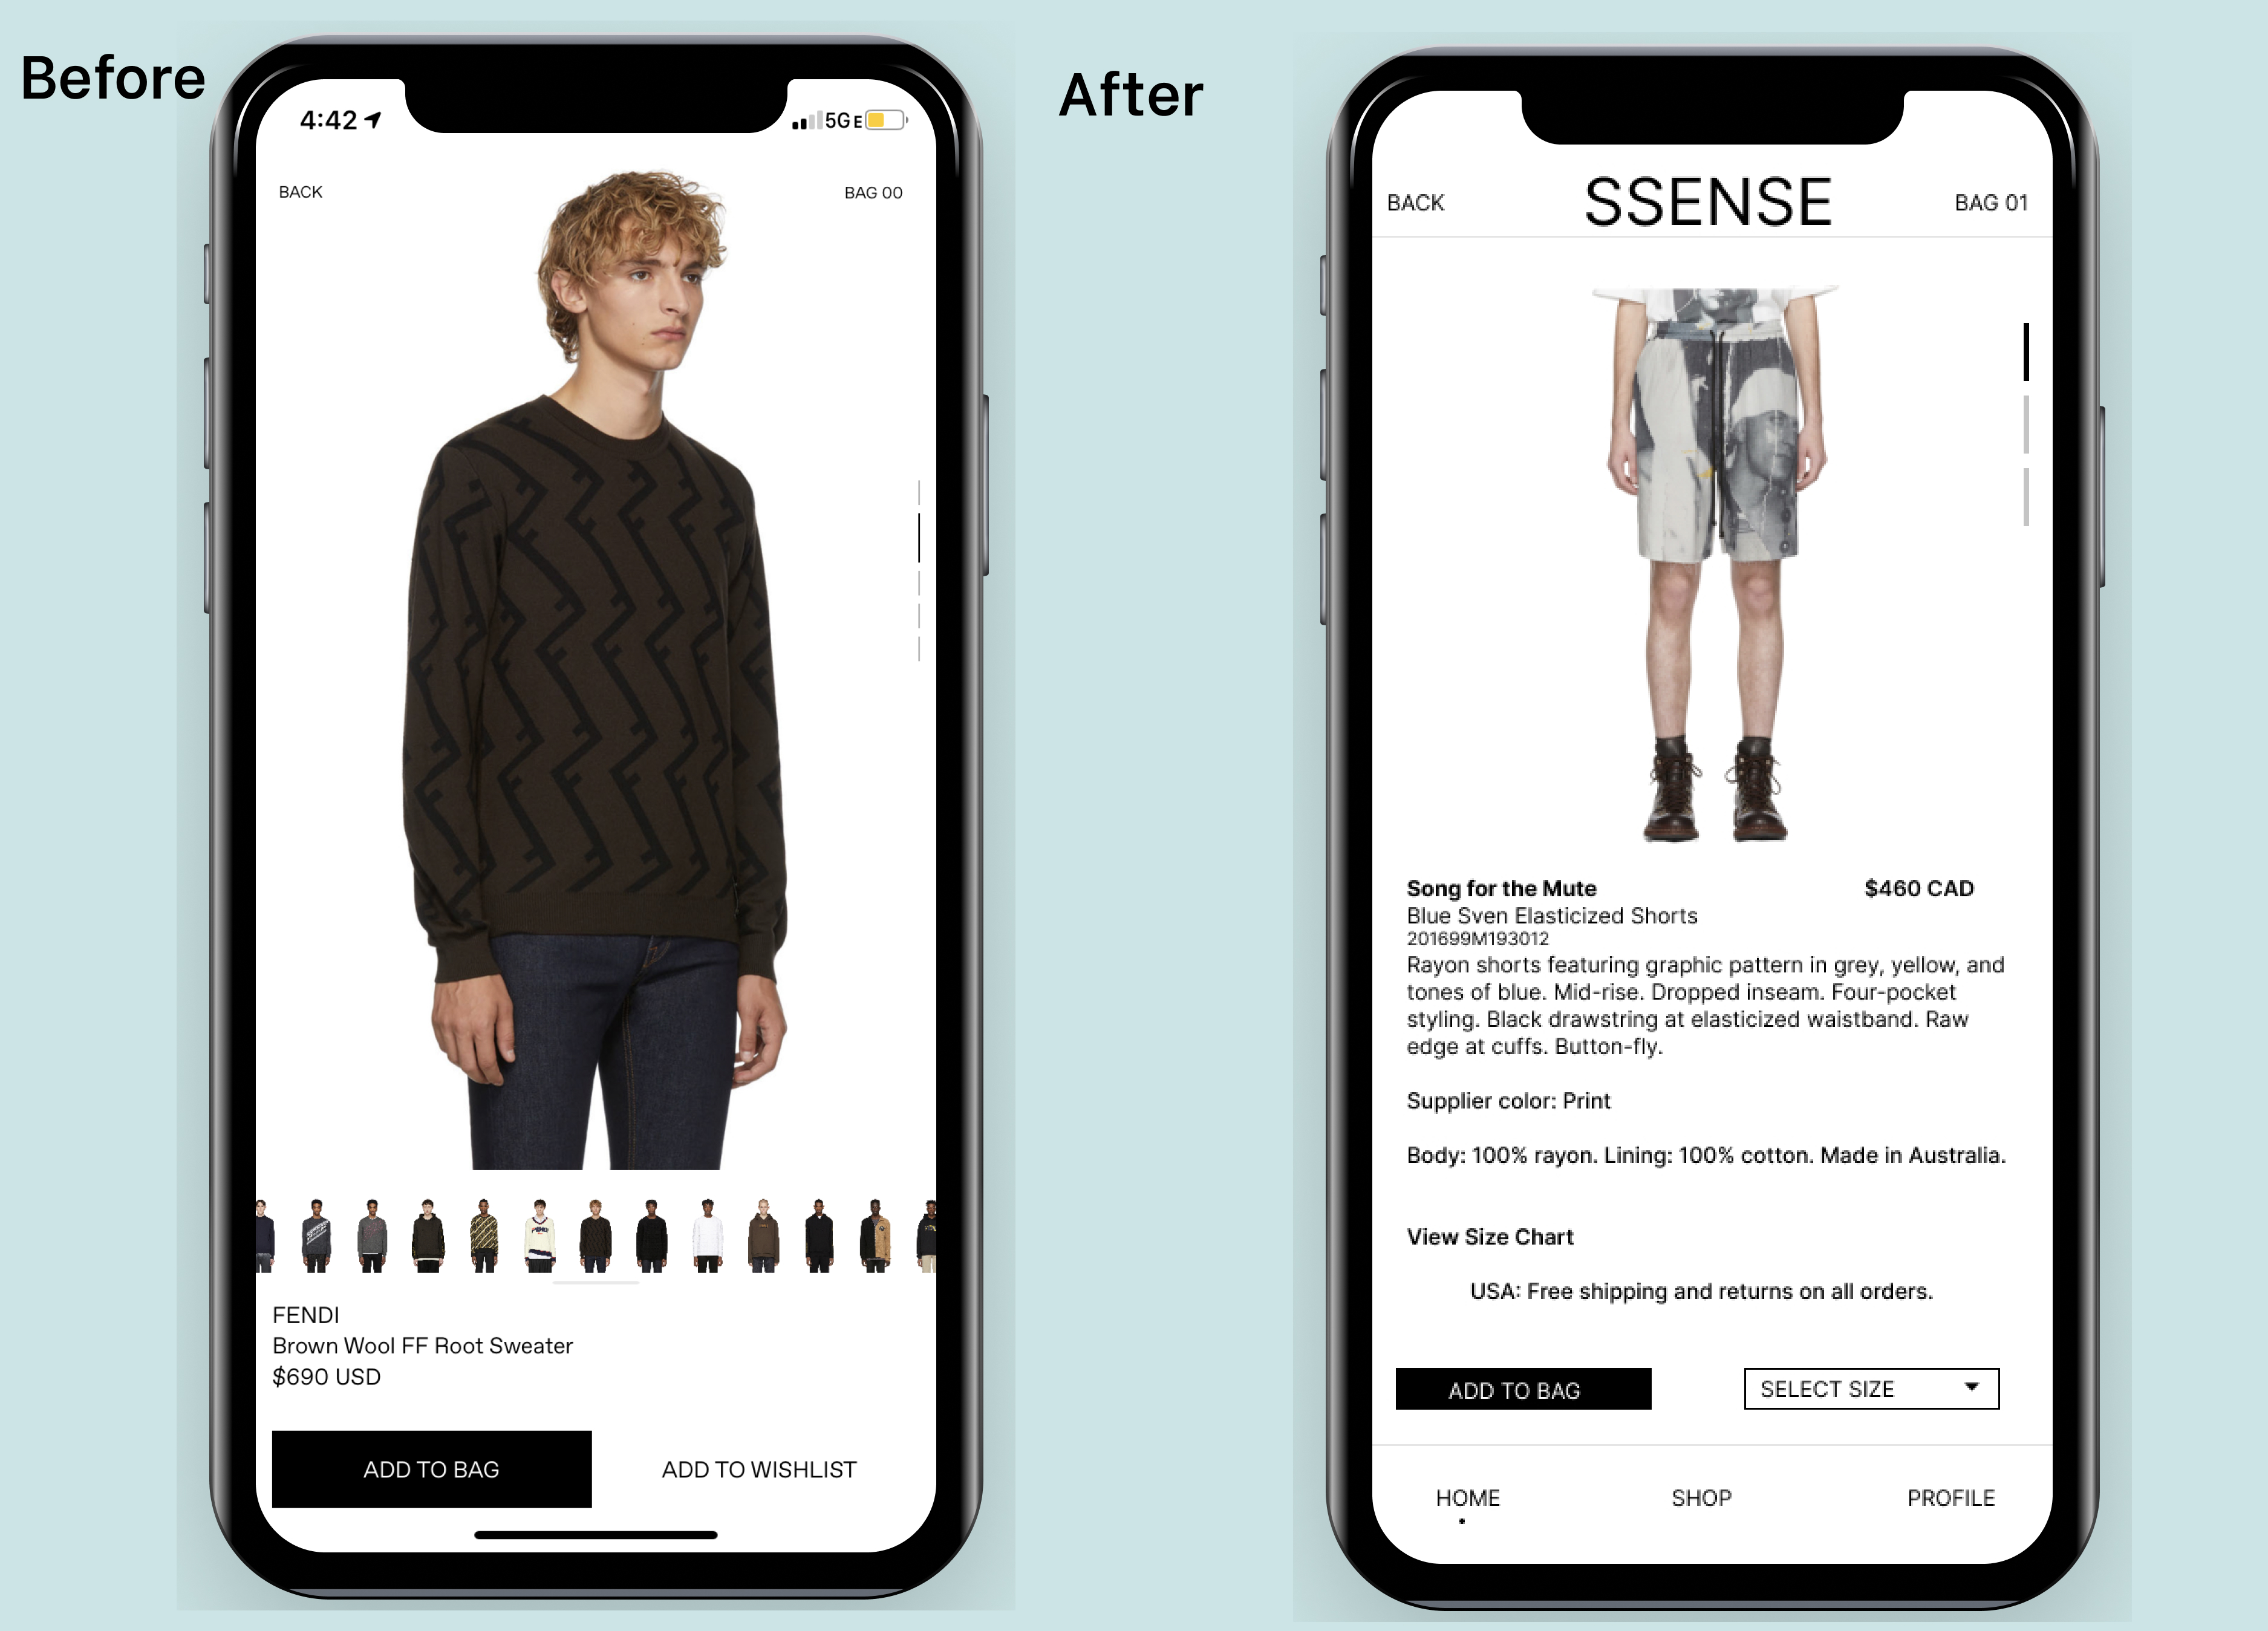 Before
4:42
5G E
BACK
BAG 00
FENDI
Brown Wool FF Root Sweater
$690 USD
ADD TO BAG
ADD TO WISHLIST
After
BACK
SSENSE
BAG 01
Song for the Mute
$460 CAD
Blue Sven Elasticized Shorts
201699M193012
Rayon shorts featuring graphic pattern in grey, yellow, and
tones of blue. Mid-rise. Dropped inseam. Four-pocket
styling. Black drawstring at elasticized waistband. Raw
edge at cuffs. Button-fly.
Supplier color: Print
Body: 100% rayon. Lining: 100% cotton. Made in Australia.
View Size Chart
USA: Free shipping and returns on all orders.
ADD TO BAG
SELECT SIZE
HOME
SHOP
PROFILE